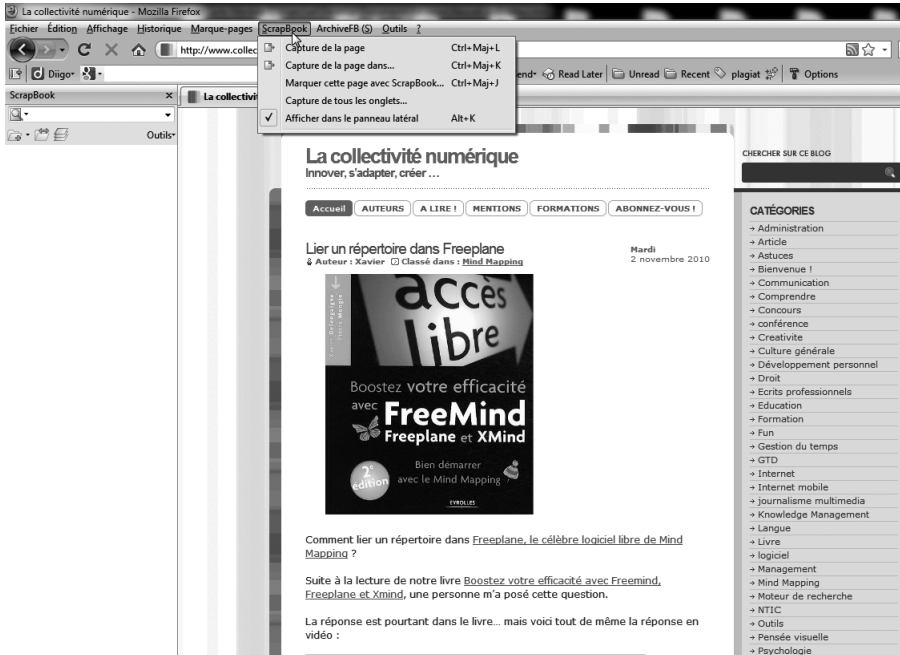 La collectivité numérique - Mozilla Firefox
Fichier Édition Affichage Historique Marque-pages ScrapBook ArchiveFB (S) Outils ?
http://www.collec
Capture de la page Ctrl+Maj+L
Capture de la page dans... Ctrl+Maj+K
Marquer cette page avec ScrapBook... Ctrl+Maj+J
Capture de tous les onglets...
Afficher dans le panneau latéral Alt+K
Diigo
end Read Later Unread Recent plagiat Options
ScrapBook
La collectivi
Outils
La collectivité numérique
Innover, s'adapter, créer ...
CHERCHER SUR CE BLOG
Accueil AUTEURS A LIRE ! MENTIONS FORMATIONS ABONNEZ-VOUS !
Lier un répertoire dans Freeplane
Auteur : Xavier Classé dans : Mind Mapping
Mardi
2 novembre 2010
accès
libre
Boostez votre efficacité
avec FreeMind
Freeplane et XMind
2e édition
Bien démarrer
avec le Mind Mapping
EYROLLES
Comment lier un répertoire dans Freeplane, le célèbre logiciel libre de Mind
Mapping ?
Suite à la lecture de notre livre Boostez votre efficacité avec Freemind,
Freeplane et Xmind, une personne m'a posé cette question.
La réponse est pourtant dans le livre... mais voici tout de même la réponse en
vidéo :
CATÉGORIES
→ Administration
→ Article
→ Astuces
→ Bienvenue !
→ Communication
→ Comprendre
→ Concours
→ conférence
→ Creativite
→ Culture générale
→ Développement personnel
→ Droit
→ Ecrits professionnels
→ Education
→ Formation
→ Fun
→ Gestion du temps
→ GTD
→ Internet
→ Internet mobile
→ journalisme multimedia
→ Knowledge Management
→ Langue
→ Livre
→ logiciel
→ Management
→ Mind Mapping
→ Moteur de recherche
→ NTIC
→ Outils
→ Pensée visuelle
→ Psychologie